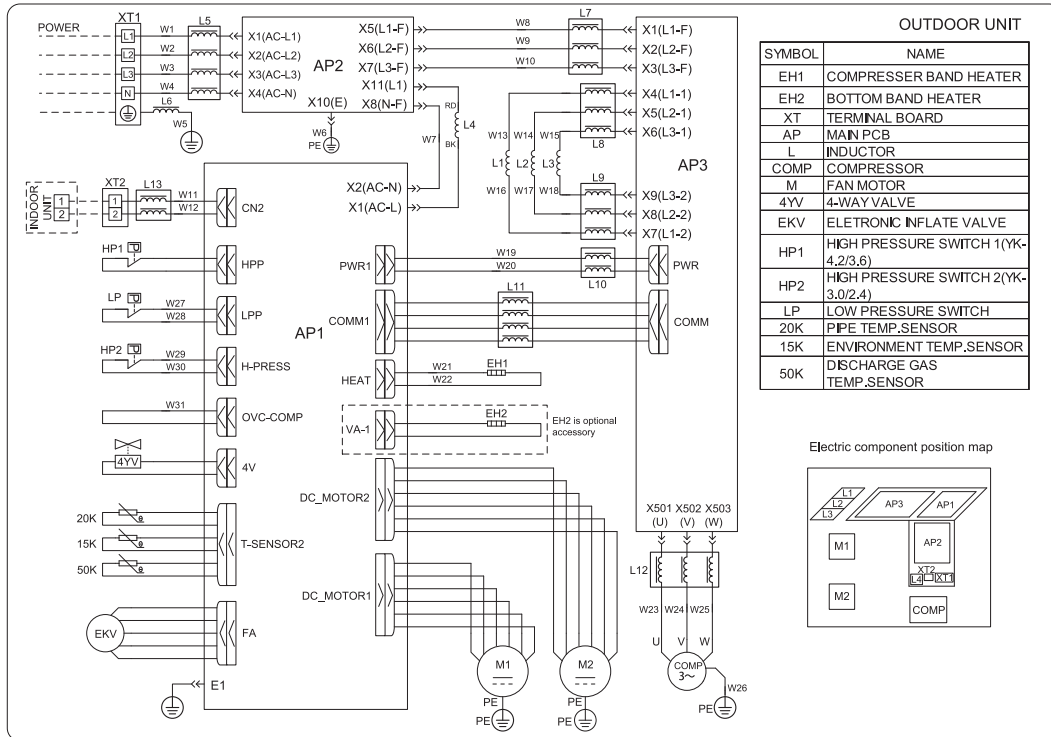 OUTDOOR UNIT
SYMBOL NAME
EH1 COMPRESSER BAND HEATER
EH2 BOTTOM BAND HEATER
XT TERMINAL BOARD
AP MAIN PCB
L INDUCTOR
COMP COMPRESSOR
M FAN MOTOR
4YV 4-WAY VALVE
EKV ELETRONIC INFLATE VALVE
HP1 HIGH PRESSURE SWITCH 1(YK-
4.2/3.6)
HP2 HIGH PRESSURE SWITCH 2(YK-
3.0/2.4)
LP LOW PRESSURE SWITCH
20K PIPE TEMP.SENSOR
15K ENVIRONMENT TEMP.SENSOR
50K DISCHARGE GAS
TEMP.SENSOR
POWER
XT1
L1
L2
L3
N
W1
W2
W3
W4
L5
L6
W5
X1(AC-L1)
X2(AC-L2)
X3(AC-L3)
X4(AC-N)
AP2
X5(L1-F)
X6(L2-F)
X7(L3-F)
X11(L1)
X8(N-F)
X10(E)
W6
PE
RD
BK
L4
W7
W8
W9
W10
L7
X1(L1-F)
X2(L2-F)
X3(L3-F)
X4(L1-1)
X5(L2-1)
X6(L3-1)
L8
W13
W14
W15
L1
L2
L3
W16
W17
W18
L9
AP3
X9(L3-2)
X8(L2-2)
X7(L1-2)
INDOOR
UNIT
1
2
XT2
1
2
L13
W11
W12
CN2
X2(AC-N)
X1(AC-L)
HP1
P
HPP
PWR1
W19
W20
L10
PWR
LP
P
W27
W28
LPP
AP1
COMM1
L11
COMM
HP2
P
W29
W30
H-PRESS
HEAT
W21
W22
EH1
W31
OVC-COMP
VA-1
EH2
EH2 is optional
accessory
4YV
4V
DC_MOTOR2
20K
15K
50K
θ
θ
θ
T-SENSOR2
DC_MOTOR1
EKV
FA
E1
M1
PE
PE
M2
PE
PE
X501 X502 X503
(U) (V) (W)
L12
W23
W24
W25
U
V
W
COMP
3~
W26
PE
Electric component position map
L1
L2
L3
AP3
AP1
M1
AP2
XT2
L4
XT1
M2
COMP